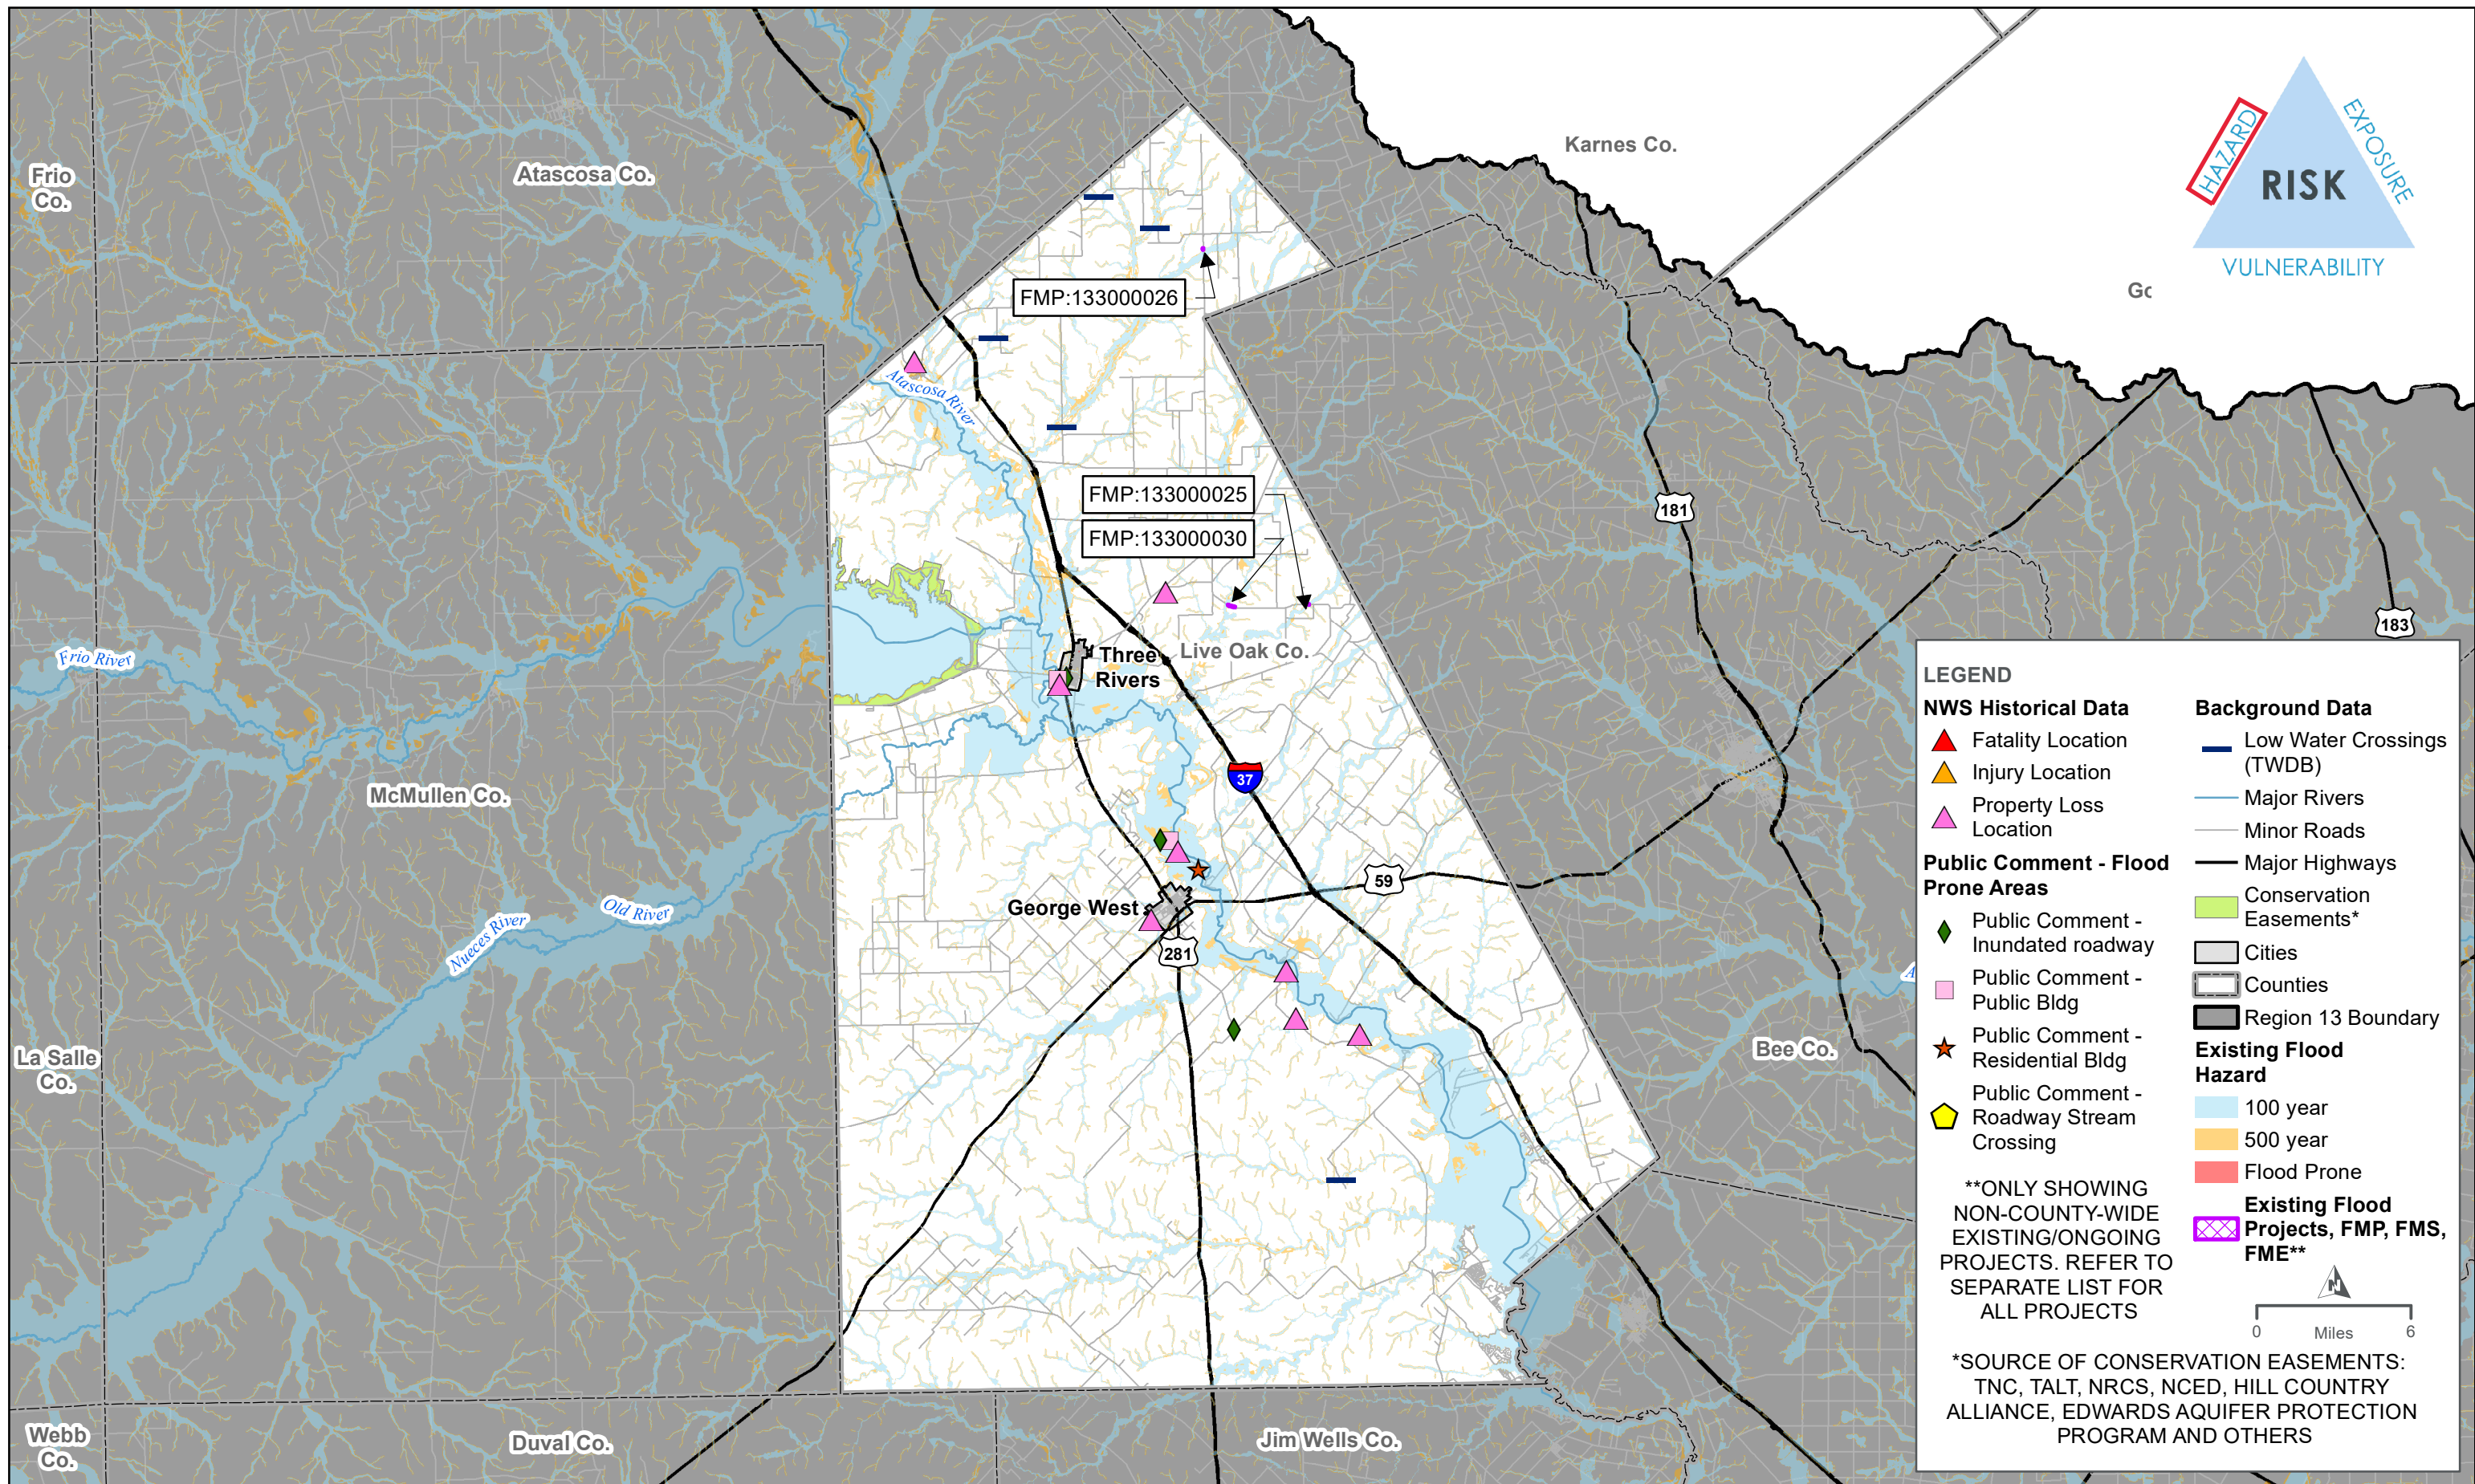 Karnes Co.
Frio
Co.
Atascosa Co.
HAZARD
EXPOSURE
RISK
VULNERABILITY
Gc
FMP:133000026
Atascosa River
FMP:133000025
FMP:133000030
181
183
Frio River
Three
Rivers
Live Oak Co.
McMullen Co.
37
59
George West
281
Old River
Nueces River
La Salle
Co.
Bee Co.
A
Webb
Co.
Duval Co.
Jim Wells Co.
LEGEND
NWS Historical Data
Fatality Location
Injury Location
Property Loss
Location
Public Comment - Flood
Prone Areas
Public Comment -
Inundated roadway
Public Comment -
Public Bldg
Public Comment -
Residential Bldg
Public Comment -
Roadway Stream
Crossing
**ONLY SHOWING
NON-COUNTY-WIDE
EXISTING/ONGOING
PROJECTS. REFER TO
SEPARATE LIST FOR
ALL PROJECTS
Background Data
Low Water Crossings
(TWDB)
Major Rivers
Minor Roads
Major Highways
Conservation
Easements*
Cities
Counties
Region 13 Boundary
Existing Flood
Hazard
100 year
500 year
Flood Prone
Existing Flood
Projects, FMP, FMS,
FME**
N
0 Miles 6
*SOURCE OF CONSERVATION EASEMENTS:
TNC, TALT, NRCS, NCED, HILL COUNTRY
ALLIANCE, EDWARDS AQUIFER PROTECTION
PROGRAM AND OTHERS